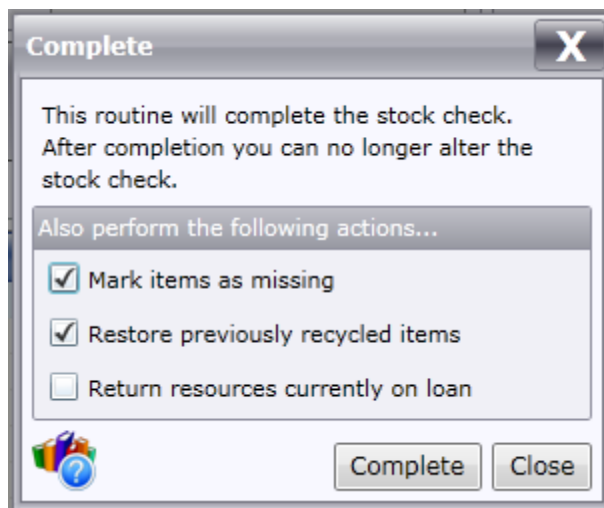 Complete
X
This routine will complete the stock check.
After completion you can no longer alter the
stock check.
Also perform the following actions...
Mark items as missing
Restore previously recycled items
Return resources currently on loan
?
Complete Close